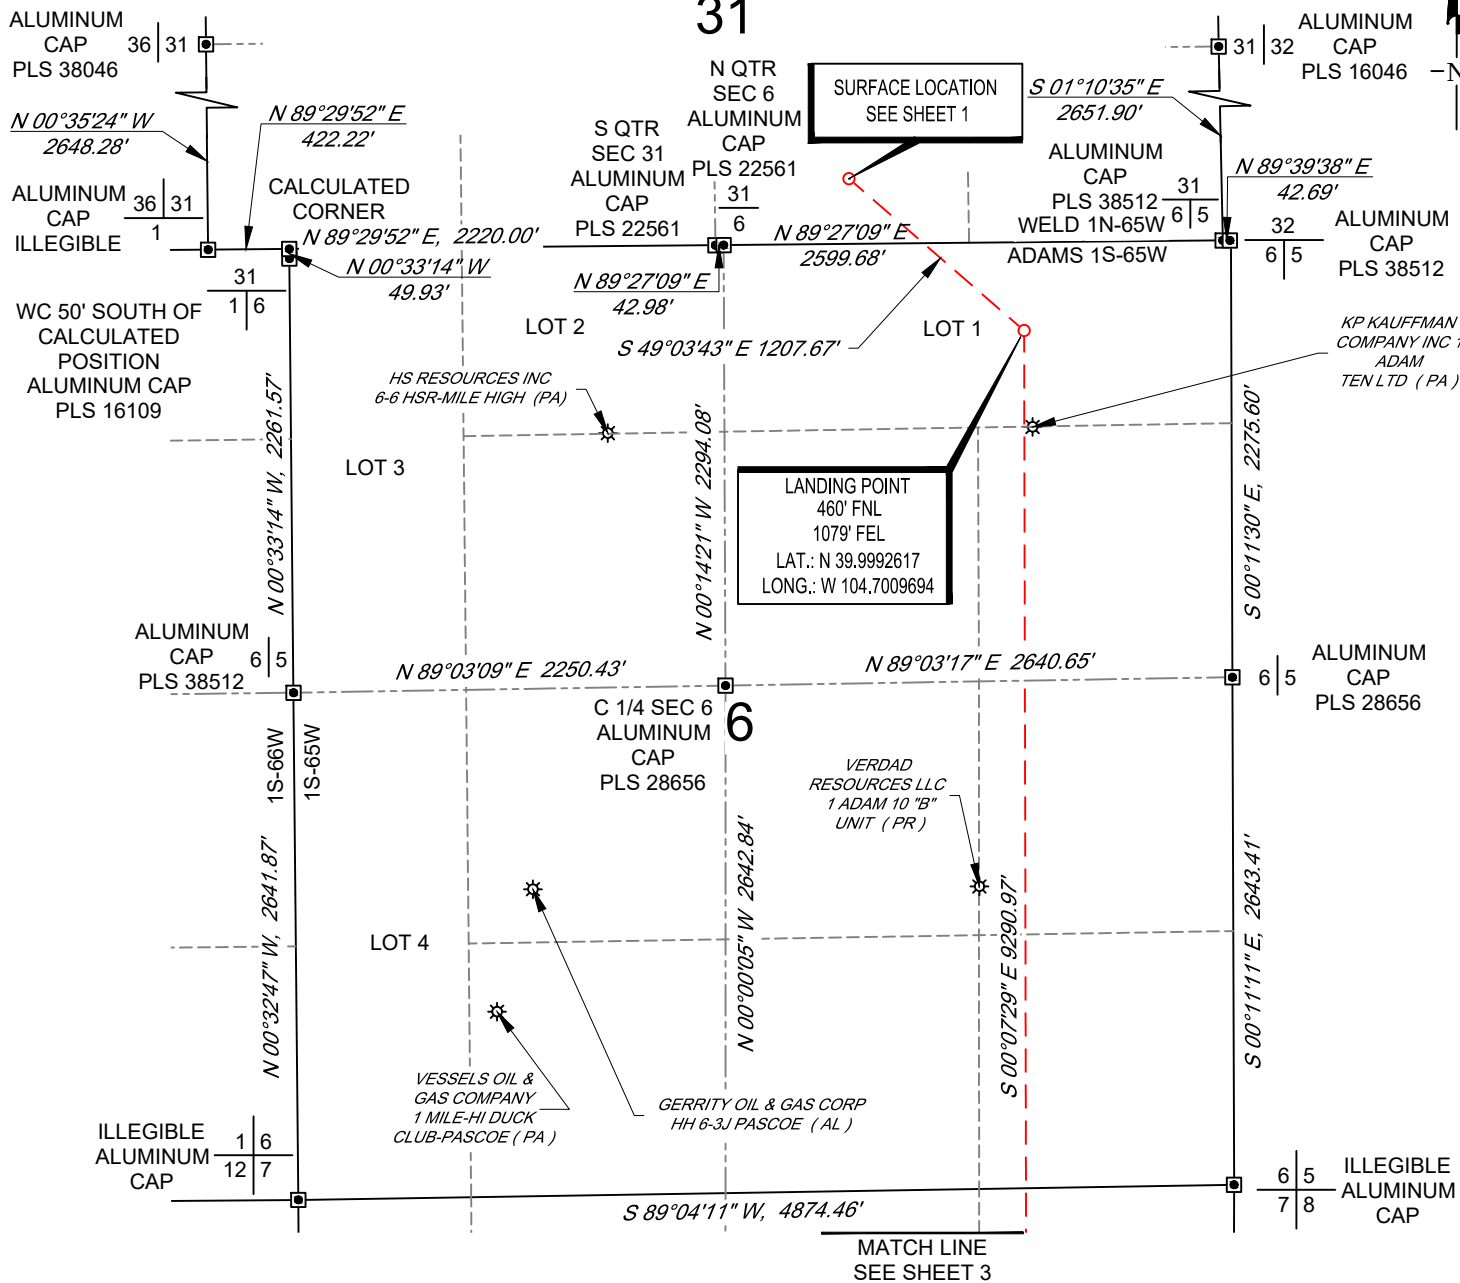 31
ALUMINUM
CAP
PLS 38046
36 31
N 00°35'24" W
2648.28'
N 89°29'52" E
422.22'
ALUMINUM
CAP
ILLEGIBLE
36 31
1
CALCULATED
CORNER
N 89°29'52" E, 2220.00'
N 00°33'14" W
49.93'
31
1 6
WC 50' SOUTH OF
CALCULATED
POSITION
ALUMINUM CAP
PLS 16109
S QTR
SEC 31
ALUMINUM
CAP
PLS 22561
N QTR
SEC 6
ALUMINUM
CAP
PLS 22561
31
6
SURFACE LOCATION
SEE SHEET 1
S 01°10'35" E
2651.90'
31 32
ALUMINUM
CAP
PLS 16046
N
ALUMINUM
CAP
PLS 38512
31
6 5
N 89°39'38" E
42.69'
WELD 1N-65W
ADAMS 1S-65W
32
6 5
ALUMINUM
CAP
PLS 38512
N 89°27'09" E
2599.68'
N 89°27'09" E
42.98'
LOT 2
S 49°03'43" E 1207.67'
LOT 1
KP KAUFFMAN
COMPANY INC 1
ADAM
TEN LTD ( PA )
HS RESOURCES INC
6-6 HSR-MILE HIGH (PA)
LOT 3
N 00°33'14" W, 2261.57'
N 00°14'21" W 2294.08'
LANDING POINT
460' FNL
1079' FEL
LAT.: N 39.9992617
LONG.: W 104.7009694
S 00°11'30" E, 2275.60'
ALUMINUM
CAP
PLS 38512
6 5
N 89°03'09" E 2250.43'
N 89°03'17" E 2640.65'
6 5
ALUMINUM
CAP
PLS 28656
C 1/4 SEC 6
ALUMINUM
CAP
PLS 28656
6
1S-66W
1S-65W
VERDAD
RESOURCES LLC
1 ADAM 10 "B"
UNIT ( PR )
N 00°32'47" W, 2641.87'
N 00°00'05" W 2642.84'
S 00°07'29" E 9290.97'
S 00°11'11" E, 2643.41'
LOT 4
VESSELS OIL &
GAS COMPANY
1 MILE-HI DUCK
CLUB-PASCOE ( PA )
GERRITY OIL & GAS CORP
HH 6-3J PASCOE ( AL )
ILLEGIBLE
ALUMINUM
CAP
1 6
12 7
S 89°04'11" W, 4874.46'
6 5
7 8
ILLEGIBLE
ALUMINUM
CAP
MATCH LINE
SEE SHEET 3